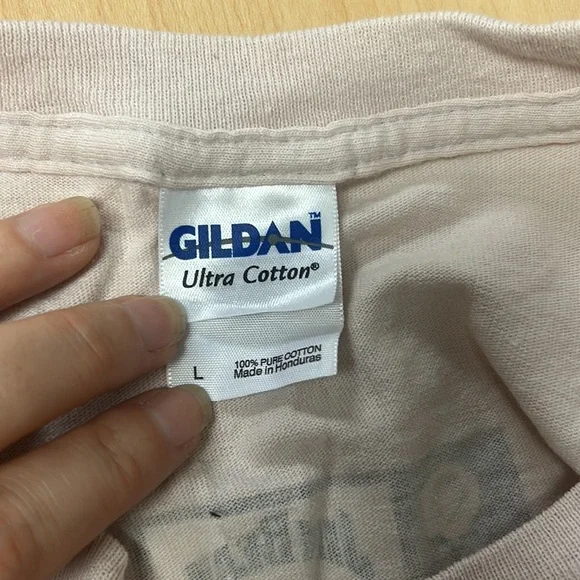 GILDAN™
Ultra Cotton®
L
100% PURE COTTON
Made in Honduras